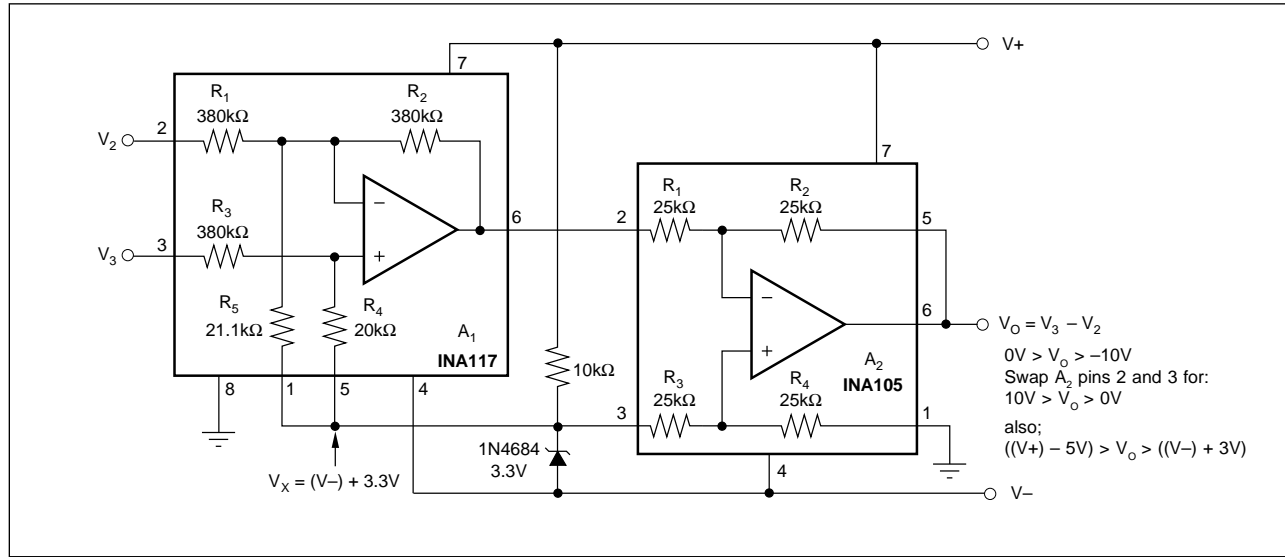 7
V+
R1
380kΩ
R2
380kΩ
V2
2
−
+
6
V3
3
R3
380kΩ
R5
21.1kΩ
R4
20kΩ
A1
INA117
8
1
5
4
VX = (V–) + 3.3V
10kΩ
1N4684
3.3V
7
R1
25kΩ
R2
25kΩ
2
5
−
+
6
A2
INA105
R3
25kΩ
R4
25kΩ
3
1
4
VO = V3 – V2
0V > VO > –10V
Swap A2 pins 2 and 3 for:
10V > VO > 0V
also;
((V+) – 5V) > VO > ((V–) + 3V)
V–